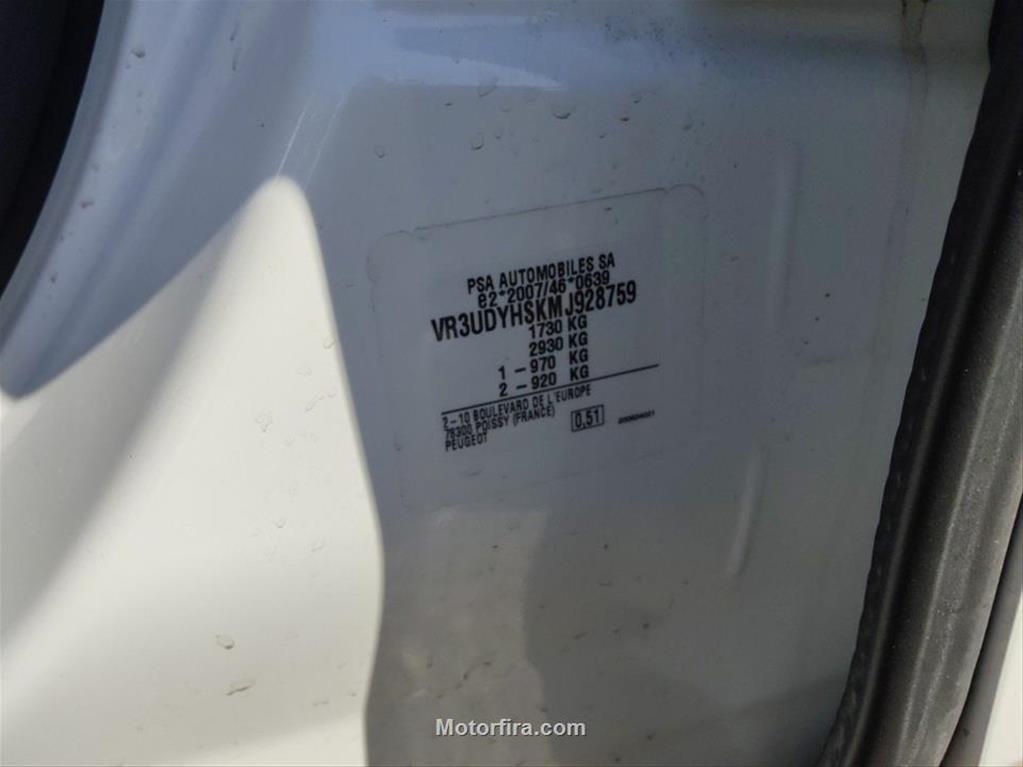 PSA AUTOMOBILES SA
e2*2007/46*0639
VR3UDYHSKMJ928759
1730 KG
2930 KG
1 – 970 KG
2 – 920 KG
2–10 BOULEVARD DE L'EUROPE
78300 POISSY (FRANCE)
PEUGEOT
0,51
Motorfira.com